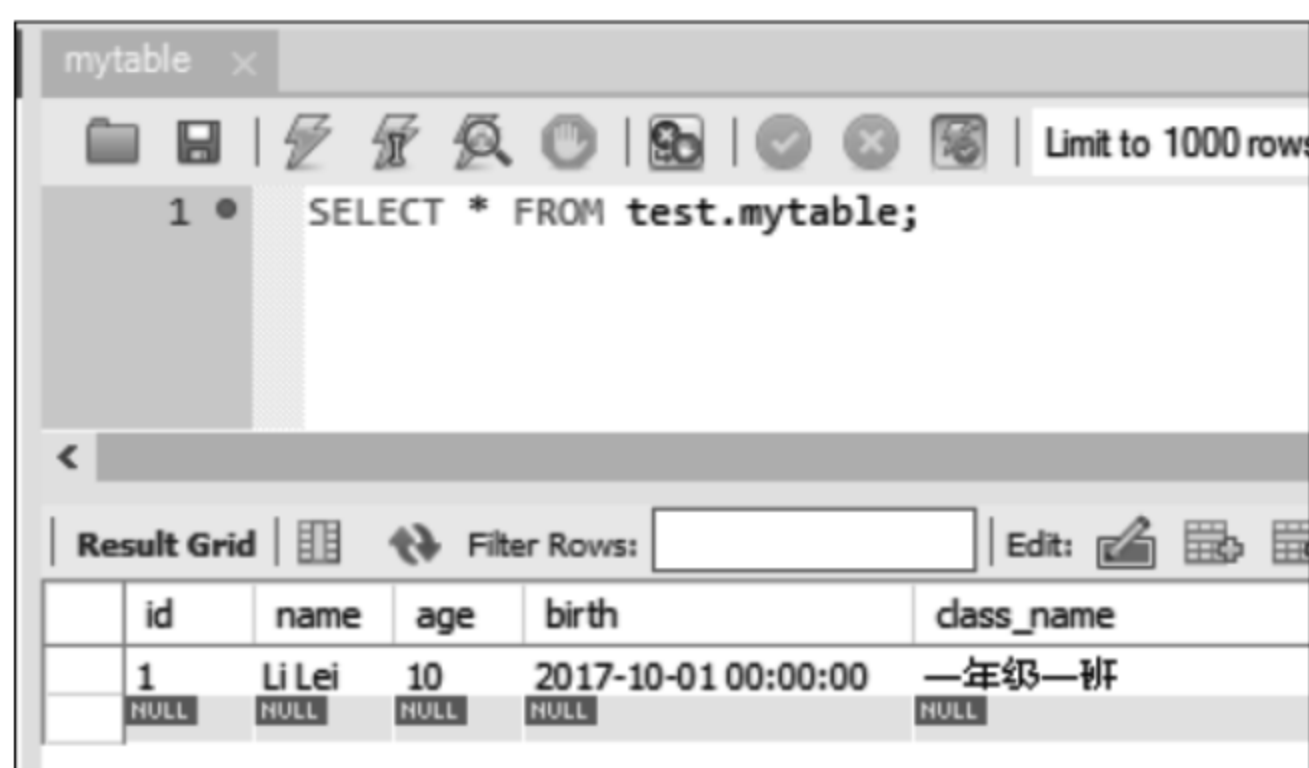 mytable
Limit to 1000 rows
1 SELECT * FROM test.mytable;
Result Grid Filter Rows: Edit:
id name age birth class_name
1 Li Lei 10 2017-10-01 00:00:00 一年级一班
NULL NULL NULL NULL NULL